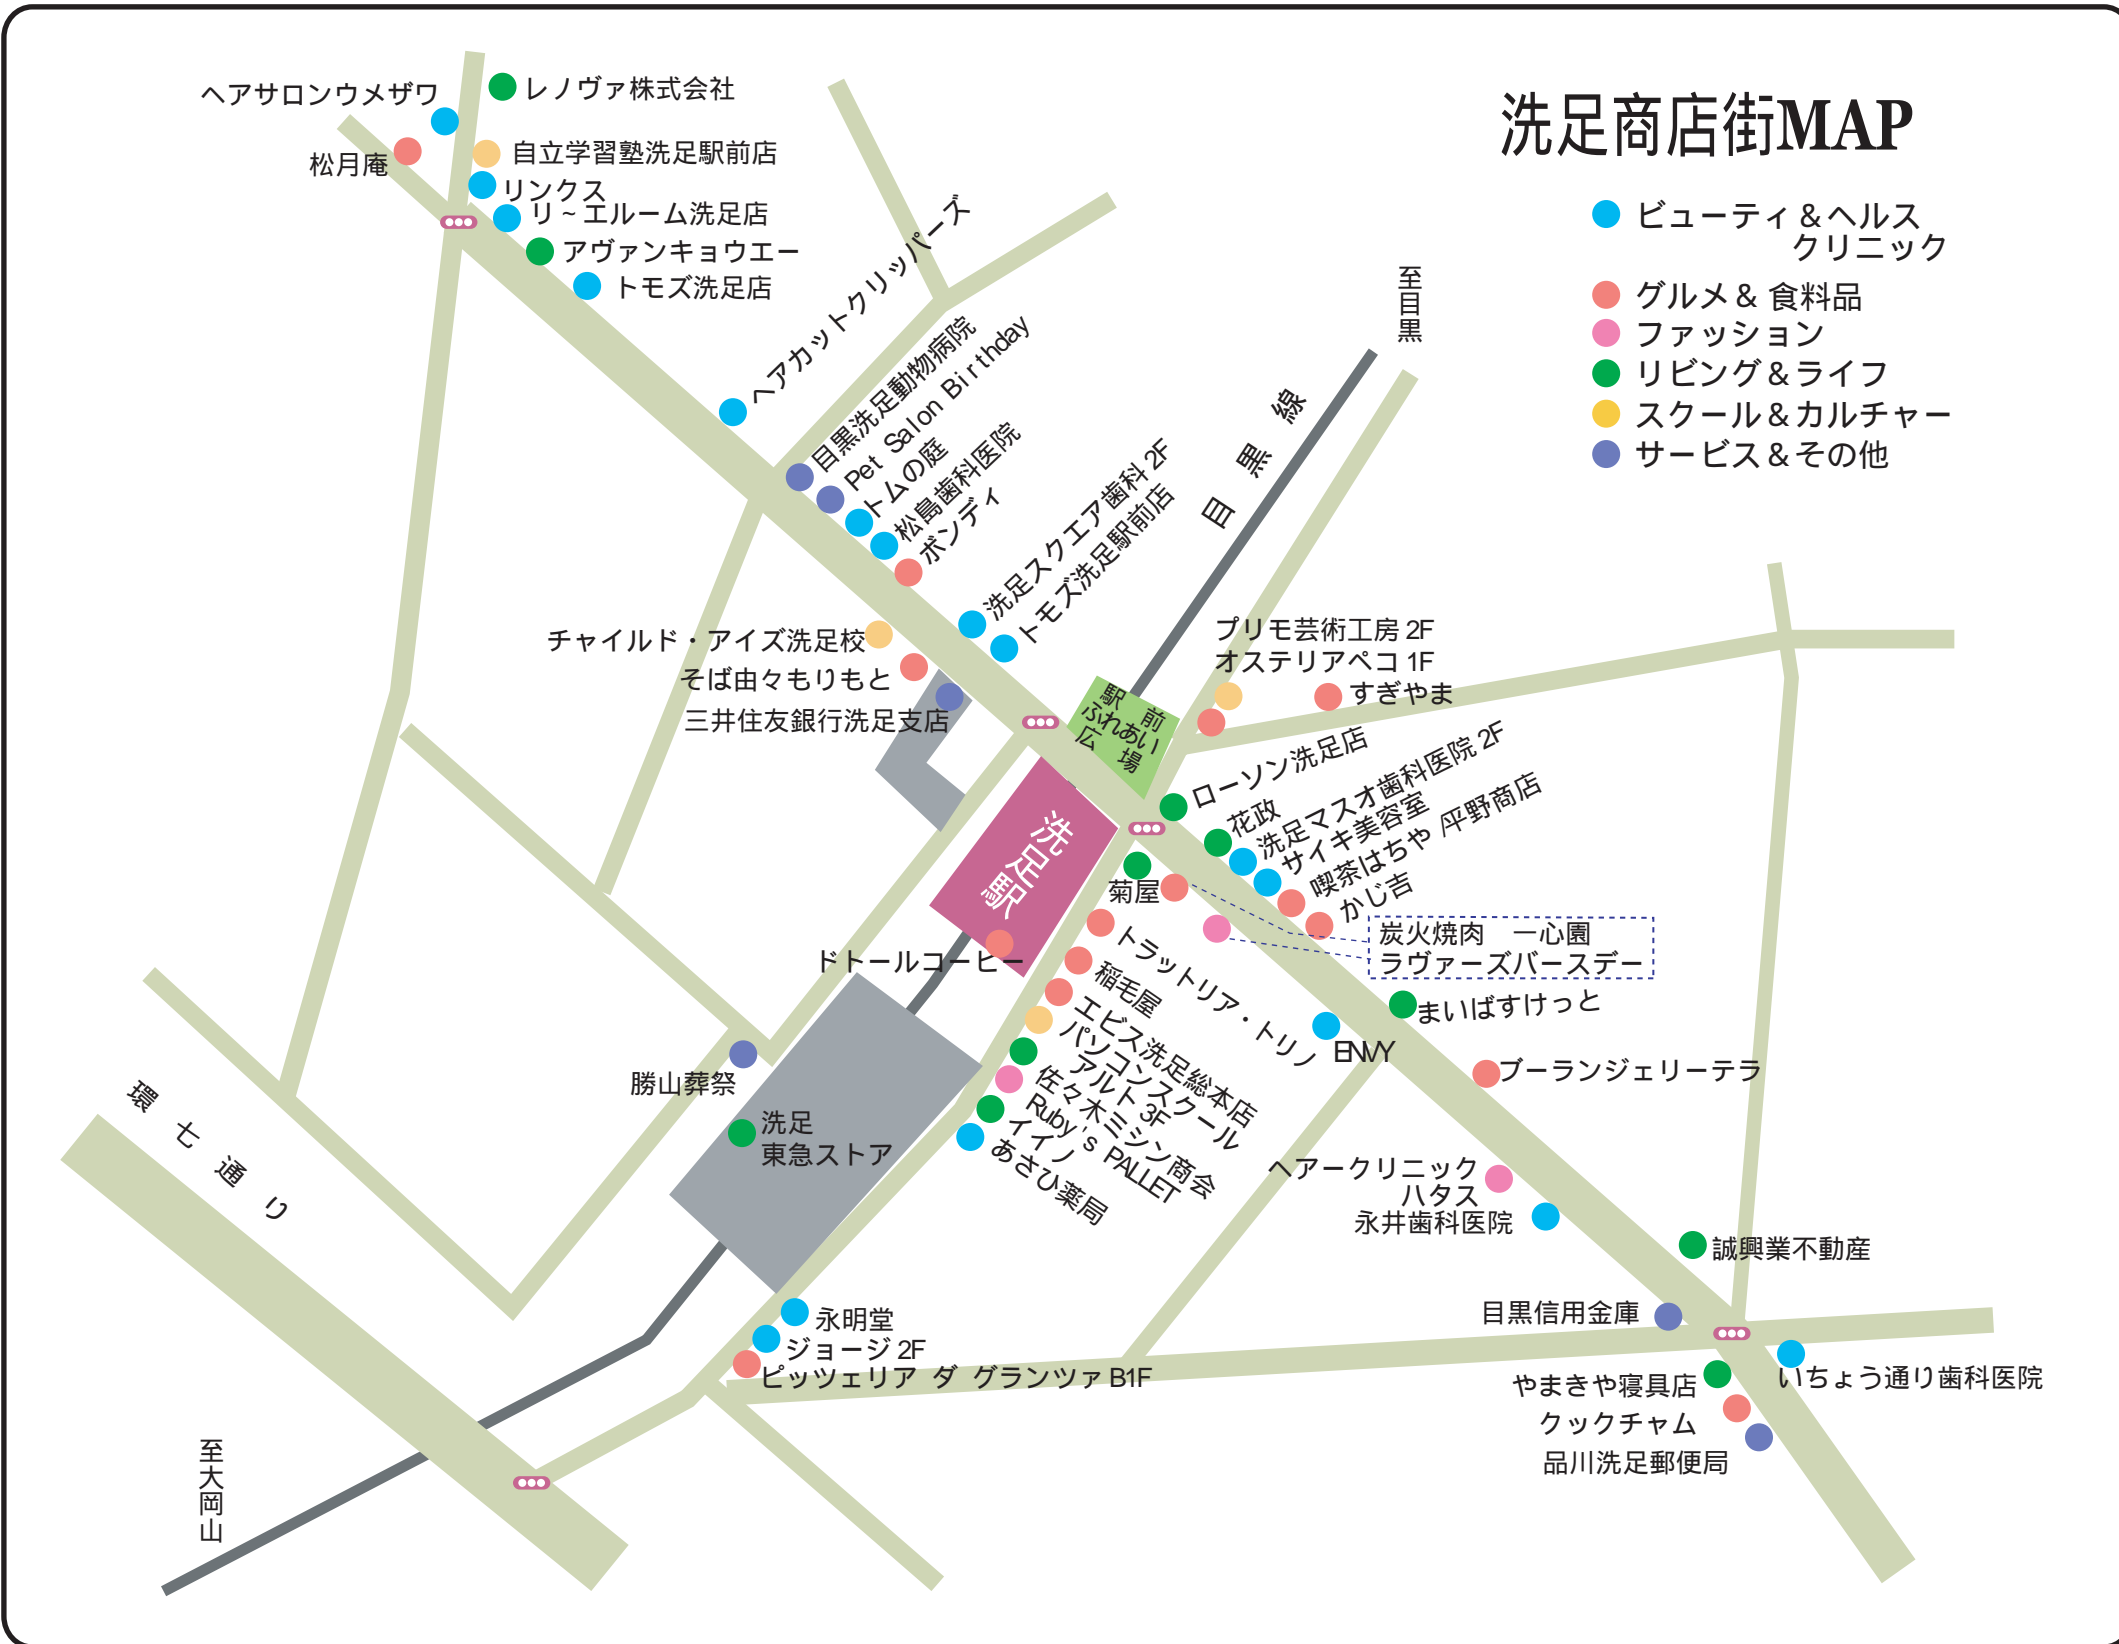 洗足商店街MAP
ビューティ&ヘルス
クリニック
グルメ& 食料品
ファッション
リビング&ライフ
スクール&カルチャー
サービス&その他
ヘアサロンウメザワ
レノヴァ株式会社
松月庵
自立学習塾洗足駅前店
リンクス
リ~エルーム洗足店
アヴァンキョウエー
トモズ洗足店
ヘアカットクリッパーズ
目黒洗足動物病院
Pet Salon Birthday
トムの庭
松島歯科医院
ボンディ
洗足スクエア歯科 2F
トモズ洗足駅前店
至目黒
目黒線
チャイルド・アイズ洗足校
そば由々もりもと
三井住友銀行洗足支店
駅 前
ふれあい
広 場
プリモ芸術工房 2F
オステリアペコ 1F
すぎやま
ローソン洗足店
花政
洗足マスオ歯科医院 2F
サイキ美容室
喫茶はちや /平野商店
かじ吉
洗足駅
菊屋
炭火焼肉 一心園
ラヴァーズバースデー
ドトールコーヒー
トラットリア・トリノ
稲毛屋
エビス洗足総本店
パソコンスクール
アルト 3F
佐々木ミシン商会
Ruby's PALLET
イイノ
あさひ薬局
まいばすけっと
ENVY
ブーランジェリーテラ
勝山葬祭
洗足
東急ストア
環七通り
ヘアークリニック
ハタス
永井歯科医院
誠興業不動産
目黒信用金庫
永明堂
ジョージ 2F
ピッツェリア ダ グランツァ B1F
いちょう通り歯科医院
やまきや寝具店
クックチャム
品川洗足郵便局
至大岡山